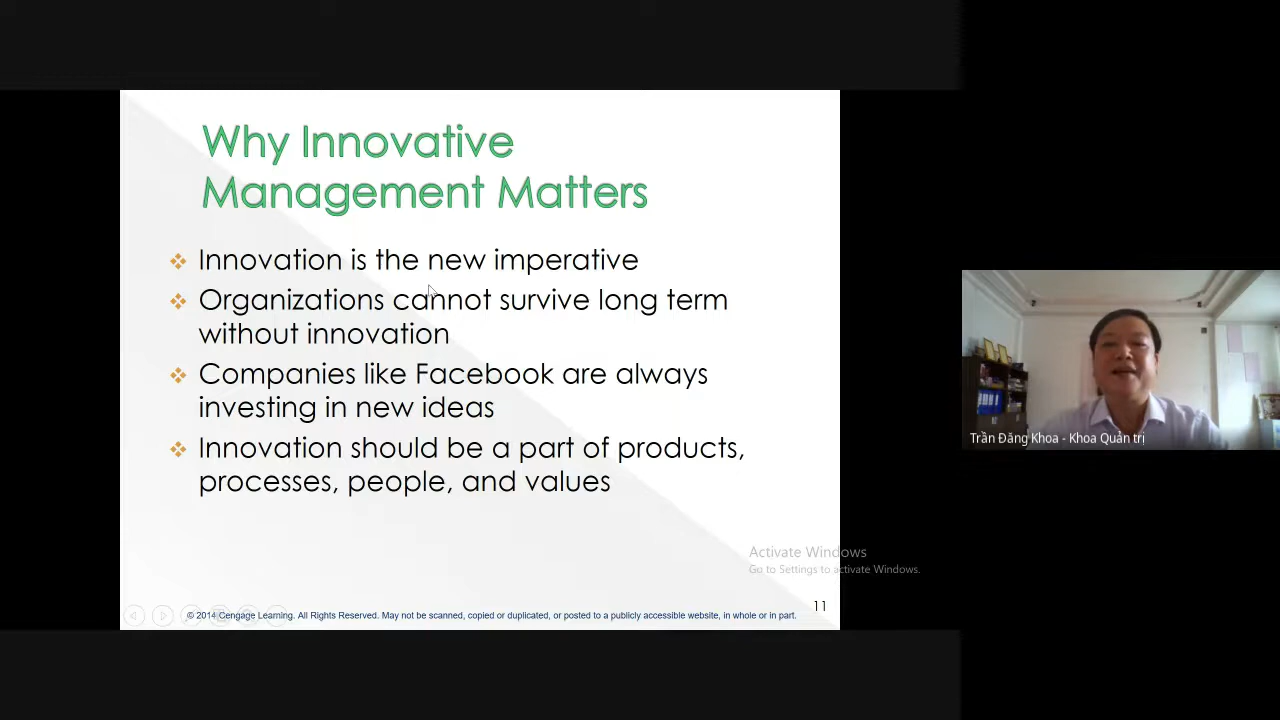 Why Innovative
Management Matters
Innovation is the new imperative
Organizations cannot survive long term
without innovation
Companies like Facebook are always
investing in new ideas
Innovation should be a part of products,
processes, people, and values
Activate Windows
Go to Settings to activate Windows.
11
© 2014 Cengage Learning. All Rights Reserved. May not be scanned, copied or duplicated, or posted to a publicly accessible website, in whole or in part.
Trần Đăng Khoa - Khoa Quản trị